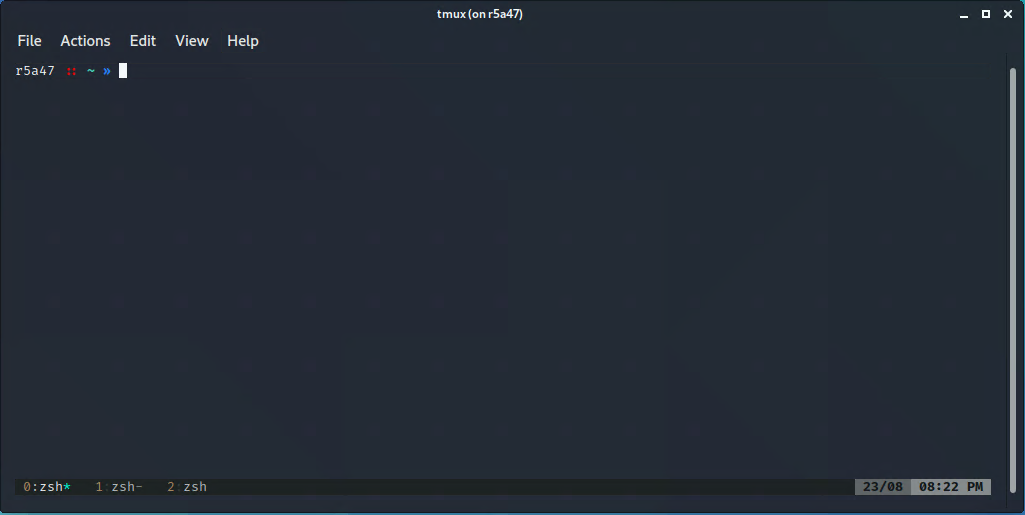 tmux (on r5a47)
File Actions Edit View Help
r5a47 :: ~ »
0:zsh* 1:zsh- 2:zsh 23/08 08:22 PM